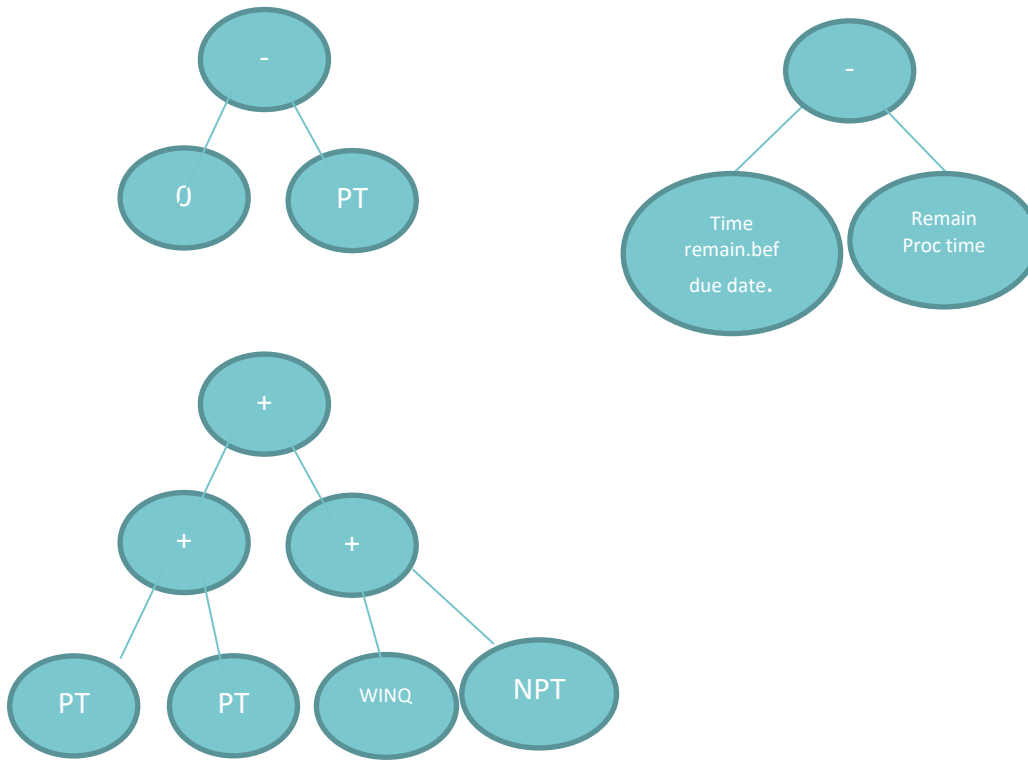 -
0
PT
-
Time
remain.bef
due date.
Remain
Proc time
+
+
+
PT
PT
WINQ
NPT